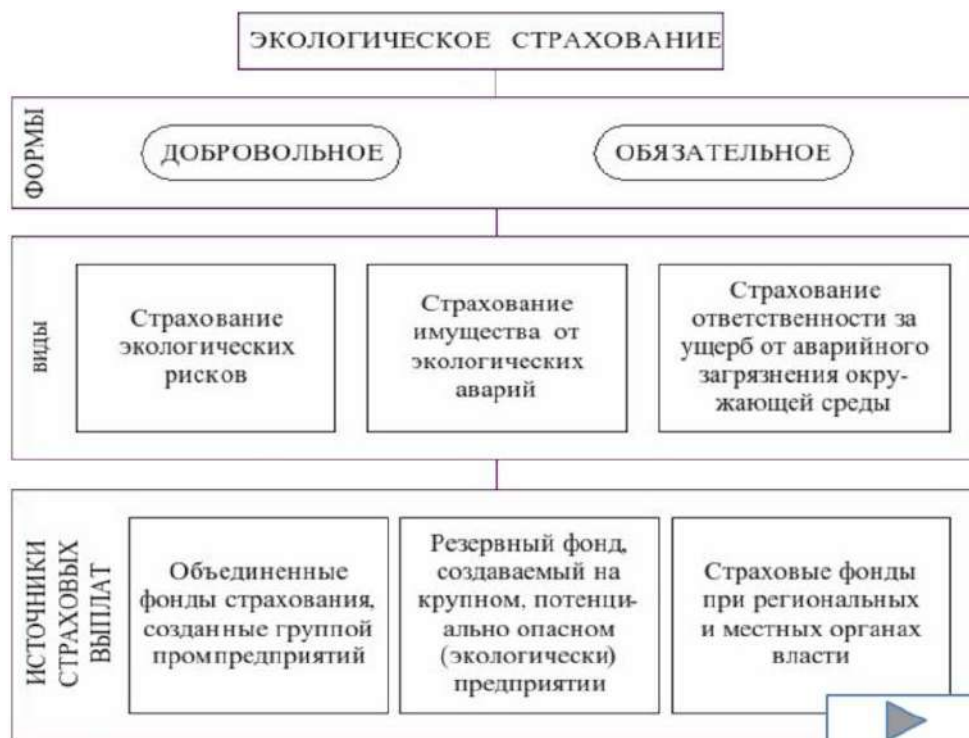 ЭКОЛОГИЧЕСКОЕ СТРАХОВАНИЕ
ФОРМЫ
ДОБРОВОЛЬНОЕ
ОБЯЗАТЕЛЬНОЕ
ВИДЫ
Страхование
экологических
рисков
Страхование
имущества от
экологических
аварий
Страхование
ответственности за
ущерб от аварийного
загрязнения окру-
жающей среды
ИСТОЧНИКИ
СТРАХОВЫХ
ВЫПЛАТ
Объединенные
фонды страхования,
созданные группой
промпредприятий
Резервный фонд,
создаваемый на
крупном, потенци-
ально опасном
(экологически)
предприятии
Страховые фонды
при региональных
и местных органах
власти